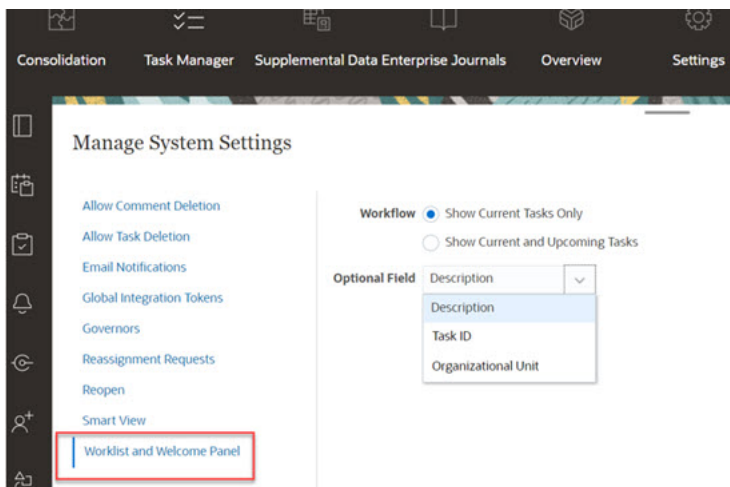 Consolidation Task Manager Supplemental Data Enterprise Journals Overview Settings
Manage System Settings
Allow Comment Deletion
Allow Task Deletion
Email Notifications
Global Integration Tokens
Governors
Reassignment Requests
Reopen
Smart View
Worklist and Welcome Panel
Workflow Show Current Tasks Only
Show Current and Upcoming Tasks
Optional Field Description
Description
Task ID
Organizational Unit